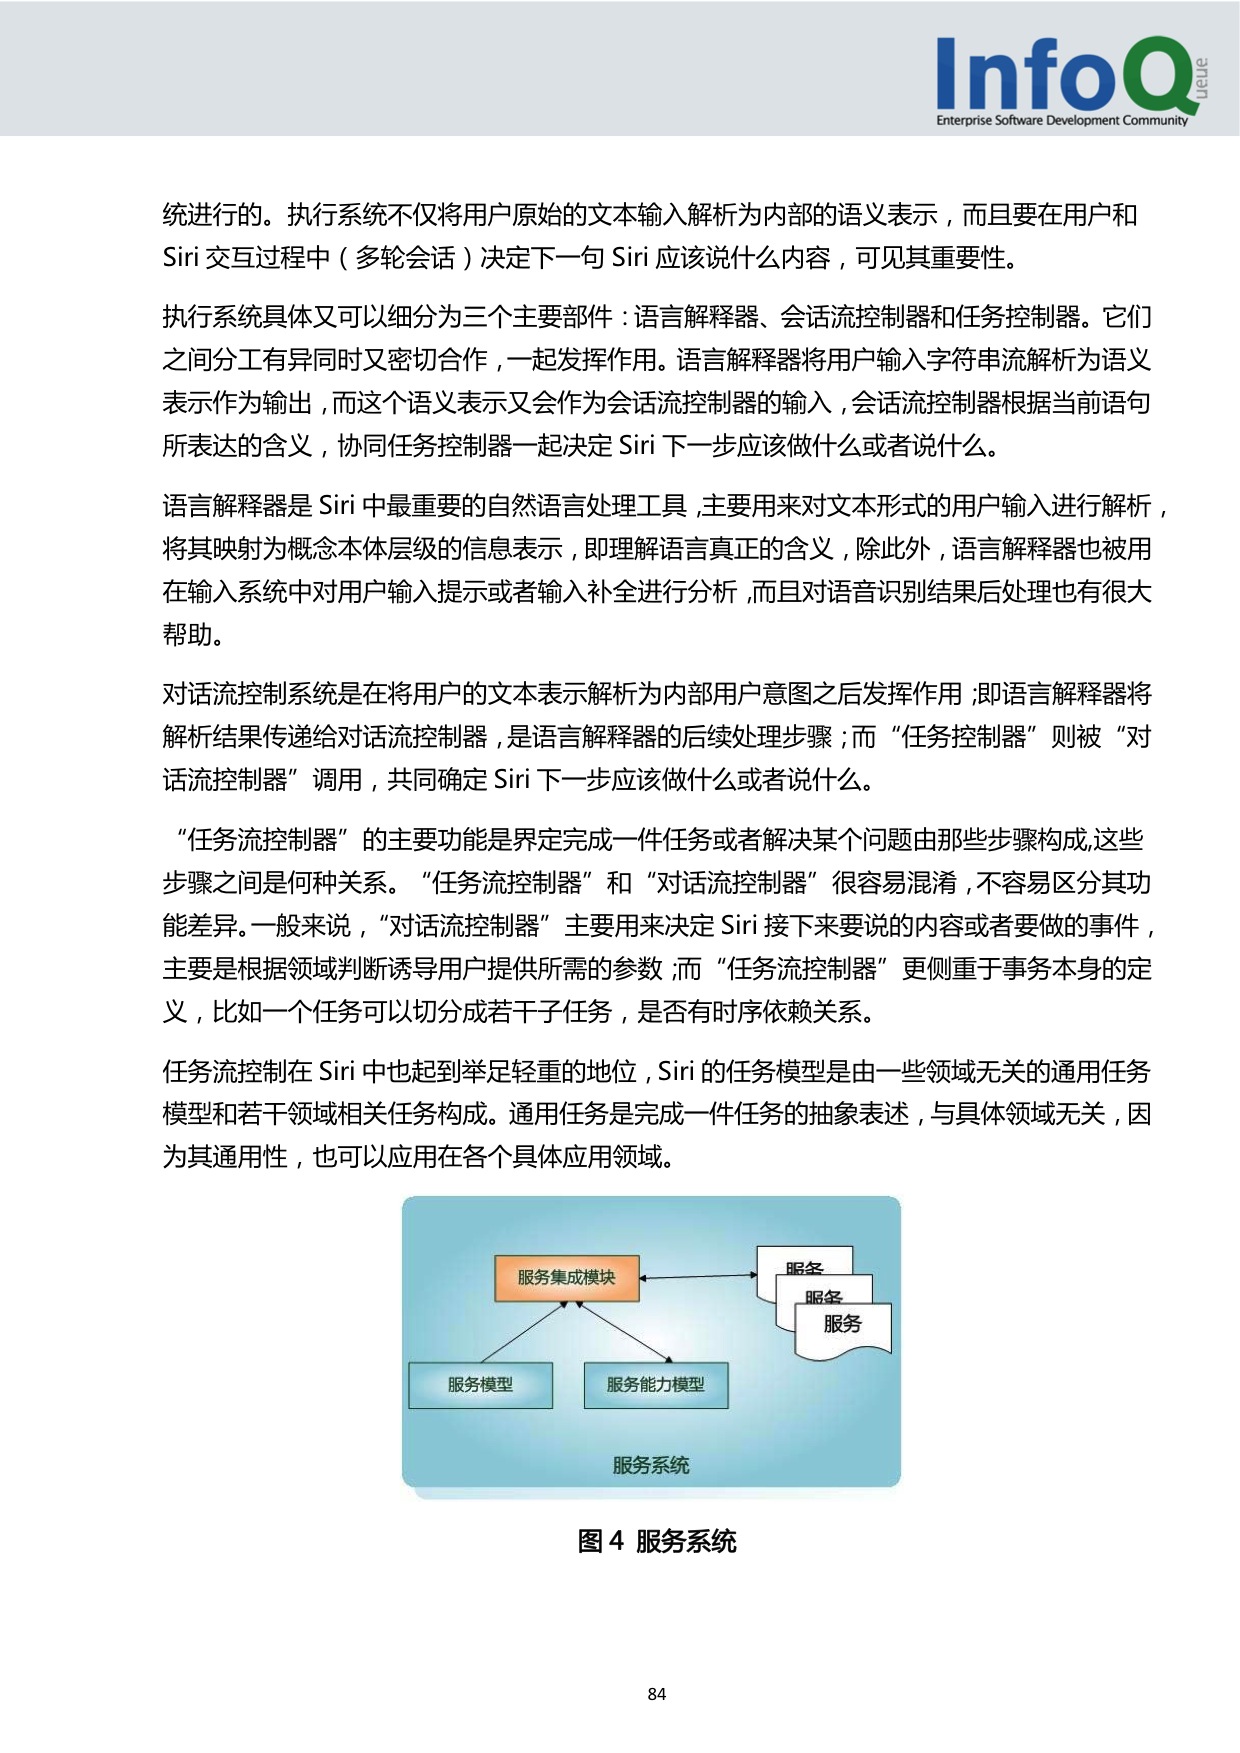 InfoQ
ueue
Enterprise Software Development Community
统进行的。执行系统不仅将用户原始的文本输入解析为内部的语义表示，而且要在用户和
Siri 交互过程中（多轮会话）决定下一句 Siri 应该说什么内容，可见其重要性。
执行系统具体又可以细分为三个主要部件：语言解释器、会话流控制器和任务控制器。它们
之间分工有异同时又密切合作，一起发挥作用。语言解释器将用户输入字符串流解析为语义
表示作为输出，而这个语义表示又会作为会话流控制器的输入，会话流控制器根据当前语句
所表达的含义，协同任务控制器一起决定 Siri 下一步应该做什么或者说什么。
语言解释器是 Siri 中最重要的自然语言处理工具，主要用来对文本形式的用户输入进行解析，
将其映射为概念本体层级的信息表示，即理解语言真正的含义，除此外，语言解释器也被用
在输入系统中对用户输入提示或者输入补全进行分析，而且对语音识别结果后处理也有很大
帮助。
对话流控制系统是在将用户的文本表示解析为内部用户意图之后发挥作用；即语言解释器将
解析结果传递给对话流控制器，是语言解释器的后续处理步骤；而“任务控制器”则被“对
话流控制器”调用，共同确定 Siri 下一步应该做什么或者说什么。
“任务流控制器”的主要功能是界定完成一件任务或者解决某个问题由那些步骤构成,这些
步骤之间是何种关系。“任务流控制器”和“对话流控制器”很容易混淆，不容易区分其功
能差异。一般来说，“对话流控制器”主要用来决定 Siri 接下来要说的内容或者要做的事件，
主要是根据领域判断诱导用户提供所需的参数；而“任务流控制器”更侧重于事务本身的定
义，比如一个任务可以切分成若干子任务，是否有时序依赖关系。
任务流控制在 Siri 中也起到举足轻重的地位，Siri 的任务模型是由一些领域无关的通用任务
模型和若干领域相关任务构成。通用任务是完成一件任务的抽象表述，与具体领域无关，因
为其通用性，也可以应用在各个具体应用领域。
服务集成模块
服务
服务
服务
服务模型
服务能力模型
服务系统
图 4 服务系统
84